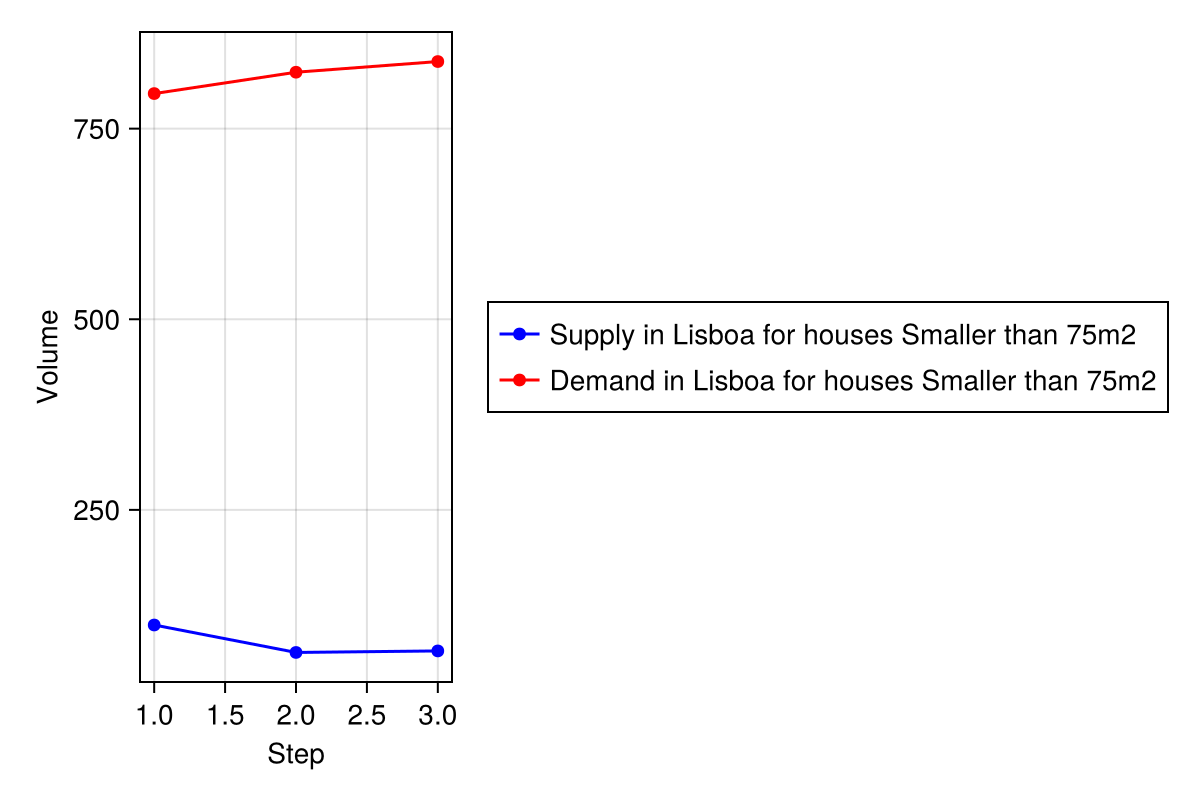 Volume
750
500
250
1.0 1.5 2.0 2.5 3.0
Step
Supply in Lisboa for houses Smaller than 75m2
Demand in Lisboa for houses Smaller than 75m2